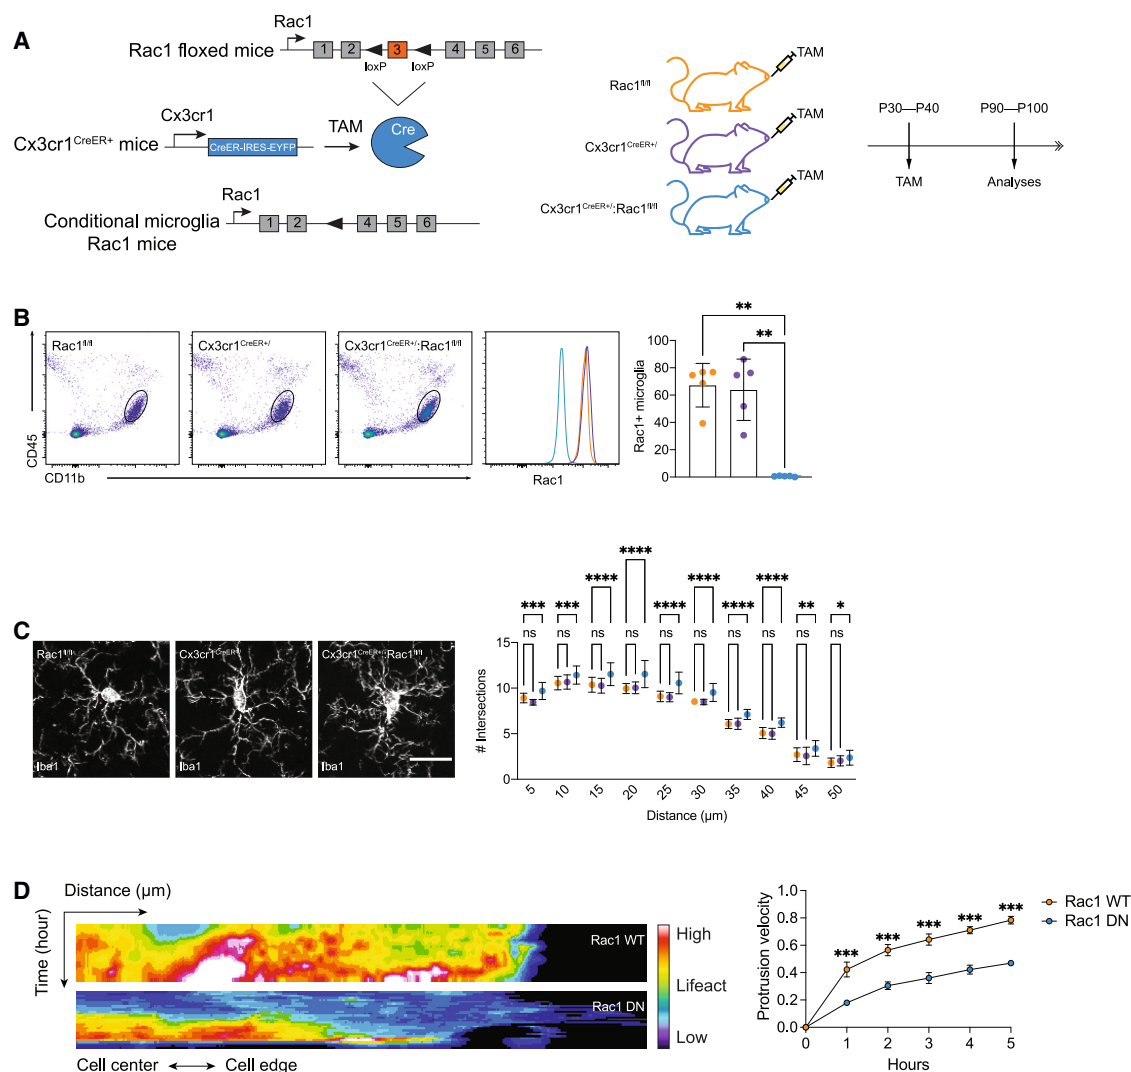 A
Rac1
Rac1 floxed mice
1 2 3 4 5 6
loxP loxP
Cx3cr1
Cx3cr1CreER+ mice
CreER-IRES-EYFP
TAM
Cre
Rac1
Conditional microglia
Rac1 mice
1 2 4 5 6
Rac1fl/fl
TAM
Cx3cr1CreER+/
TAM
Cx3cr1CreER+/:Rac1fl/fl
TAM
P30—P40 P90—P100
TAM Analyses
B
Rac1fl/fl
Cx3cr1CreER+/
Cx3cr1CreER+/:Rac1fl/fl
CD45
CD11b
Rac1
** 
**
Rac1+ microglia
100
80
60
40
20
0
C
Rac1fl/fl
Cx3cr1CreER+/
Cx3cr1CreER+/:Rac1fl/fl
Iba1 Iba1 Iba1
*** *** **** **** **** **** **** **** ** *
ns ns ns ns ns ns ns ns ns ns
# Intersections
15
10
5
0
5 10 15 20 25 30 35 40 45 50
Distance (µm)
D
Distance (µm)
Time (hour)
Rac1 WT
Rac1 DN
High
Lifeact
Low
Cell center Cell edge
Protrusion velocity
1.0
0.8
0.6
0.4
0.2
0.0
*** *** *** *** ***
0 1 2 3 4 5
Hours
Rac1 WT
Rac1 DN